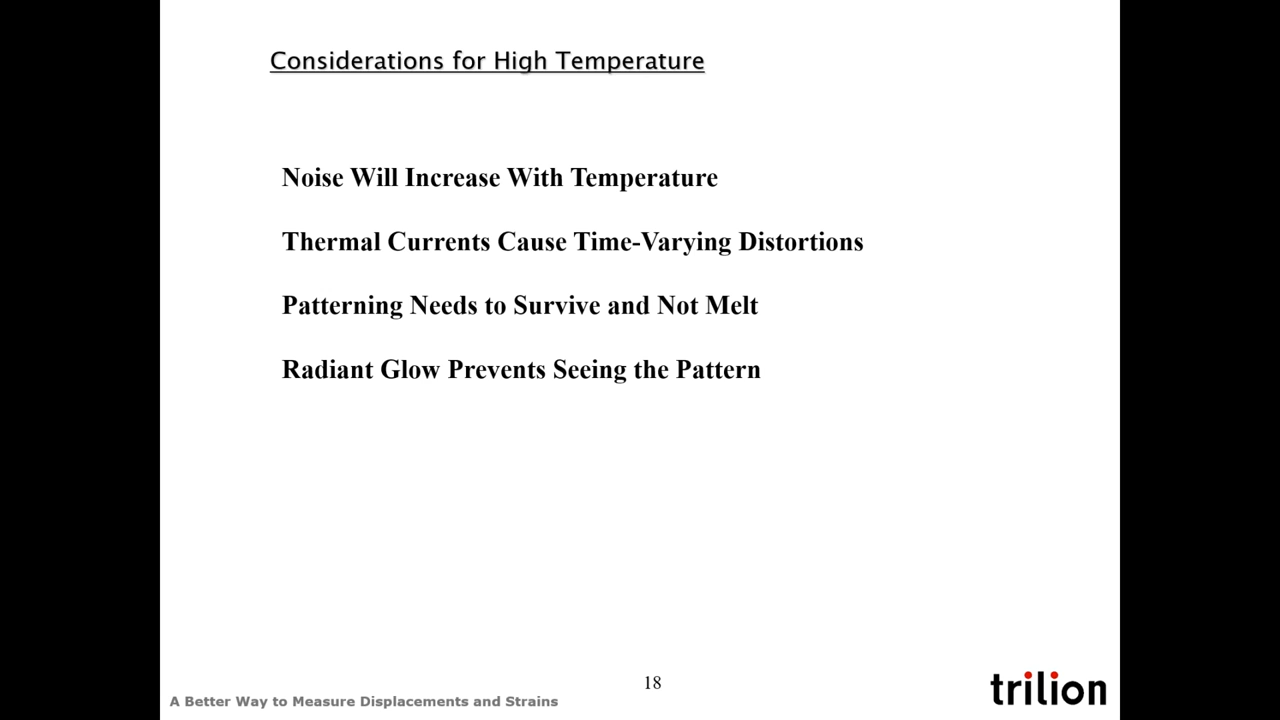 Considerations for High Temperature
Noise Will Increase With Temperature
Thermal Currents Cause Time-Varying Distortions
Patterning Needs to Survive and Not Melt
Radiant Glow Prevents Seeing the Pattern
18
A Better Way to Measure Displacements and Strains
trilion